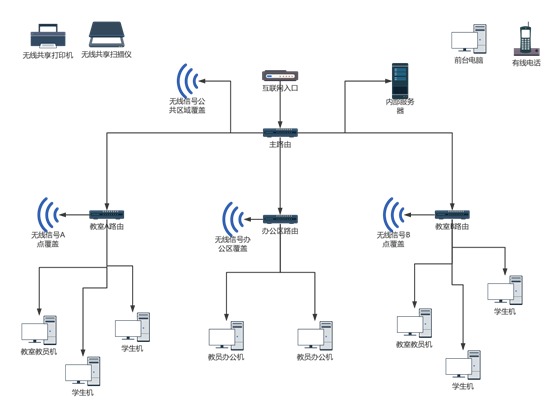 无线共享打印机
无线共享扫描仪
前台电脑
有线电话
无线信号公
共区域覆盖
互联网入口
内部服务
器
主路由
无线信号A
点覆盖
教室A路由
无线信号办
公区覆盖
办公区路由
无线信号B
点覆盖
教室B路由
教室教员机
学生机
学生机
教员办公机
教员办公机
教室教员机
学生机
学生机